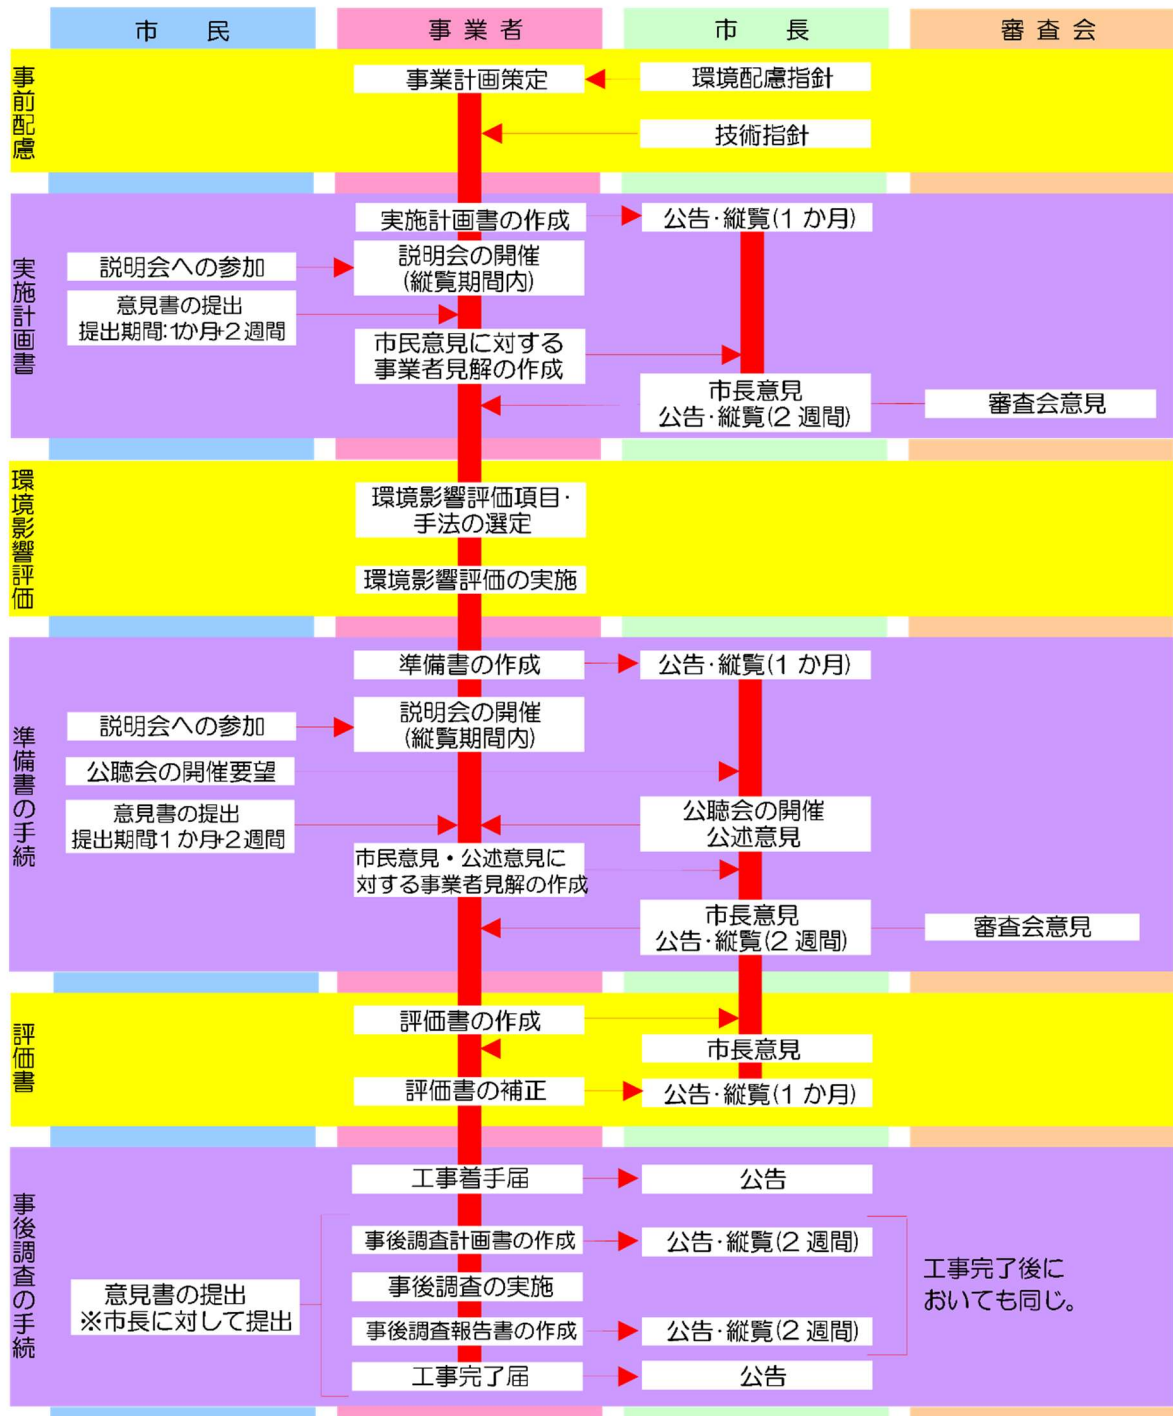 市　民
事 業 者
市　長
審 査 会
事前配慮
事業計画策定
環境配慮指針
技術指針
実施計画書
実施計画書の作成
公告・縦覧(1 か月)
説明会への参加
説明会の開催
(縦覧期間内)
意見書の提出
提出期間:1か月+2週間
市民意見に対する
事業者見解の作成
市長意見
公告・縦覧(2 週間)
審査会意見
環境影響評価
環境影響評価項目・
手法の選定
環境影響評価の実施
準備書の手続
準備書の作成
公告・縦覧(1 か月)
説明会への参加
説明会の開催
(縦覧期間内)
公聴会の開催要望
意見書の提出
提出期間:1か月+2週間
公聴会の開催
公述意見
市民意見・公述意見に
対する事業者見解の作成
市長意見
公告・縦覧(2 週間)
審査会意見
評価書
評価書の作成
市長意見
評価書の補正
公告・縦覧(1 か月)
事後調査の手続
工事着手届
公告
事後調査計画書の作成
公告・縦覧(2 週間)
意見書の提出
※市長に対して提出
事後調査の実施
工事完了後に
おいても同じ。
事後調査報告書の作成
公告・縦覧(2 週間)
工事完了届
公告